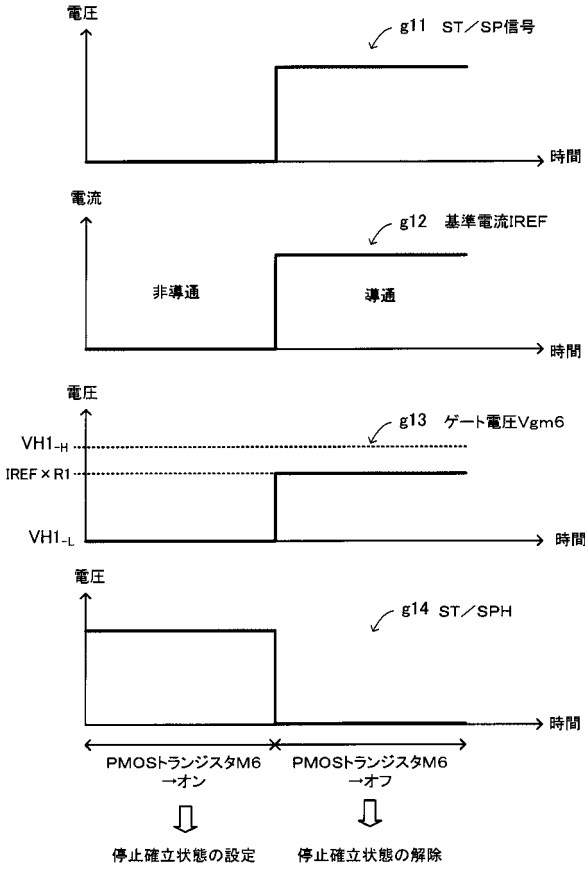 電圧
g11 ST／SP信号
時間
電流
g12 基準電流IREF
非導通
導通
時間
電圧
g13 ゲート電圧Vgm6
VH1-H
IREF×R1
VH1-L
時間
電圧
g14 ST／SPH
時間
PMOSトランジスタM6
→オン
PMOSトランジスタM6
→オフ
停止確立状態の設定
停止確立状態の解除